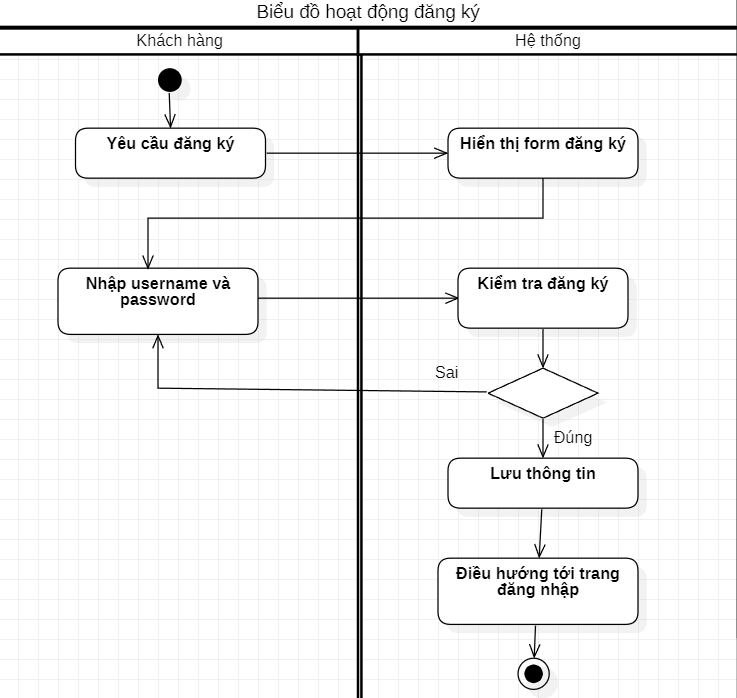 Biểu đồ hoạt động đăng ký
Khách hàng
Hệ thống
Yêu cầu đăng ký
Hiển thị form đăng ký
Nhập username và
password
Kiểm tra đăng ký
Sai
Đúng
Lưu thông tin
Điều hướng tới trang
đăng nhập